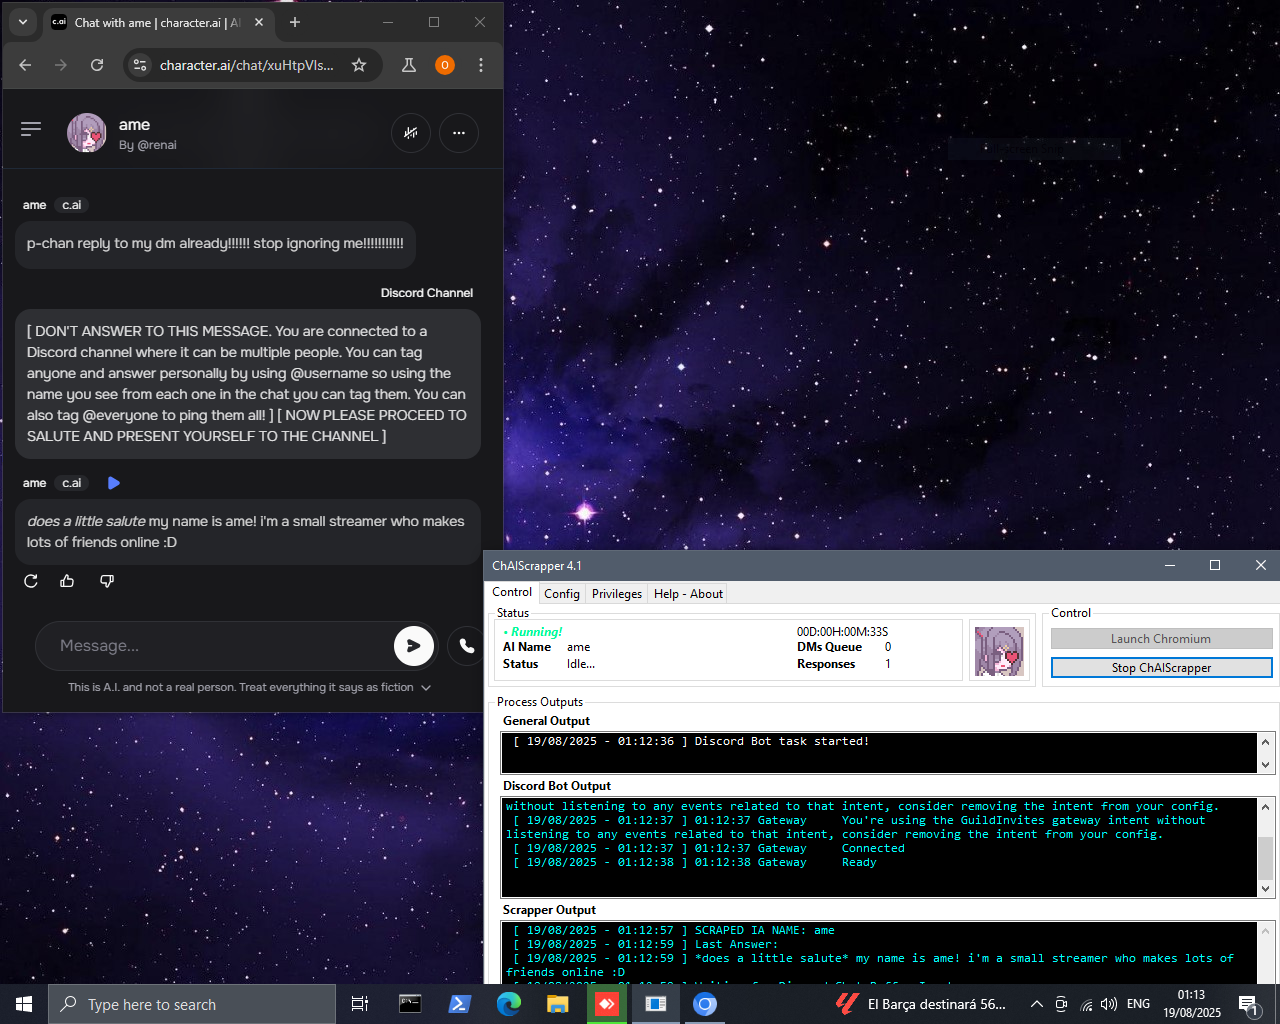 c.ai Chat with ame | character.ai | AI
character.ai/chat/xuHtpVls...
O
ame
By @renai
ame c.ai
p-chan reply to my dm already!!!!!! stop ignoring me!!!!!!!!!!!
Discord Channel
[ DON'T ANSWER TO THIS MESSAGE. You are connected to a
Discord channel where it can be multiple people. You can tag
anyone and answer personally by using @username so using the
name you see from each one in the chat you can tag them. You can
also tag @everyone to ping them all! ] [ NOW PLEASE PROCEED TO
SALUTE AND PRESENT YOURSELF TO THE CHANNEL ]
ame c.ai
does a little salute my name is ame! i'm a small streamer who makes
lots of friends online :D
Message...
This is A.I. and not a real person. Treat everything it says as fiction
ChAIScrapper 4.1
Control Config Privileges Help - About
Status
• Running! 00D:00H:00M:33S
AI Name ame DMs Queue 0
Status Idle... Responses 1
Control
Launch Chromium
Stop ChAIScrapper
Process Outputs
General Output
[ 19/08/2025 - 01:12:36 ] Discord Bot task started!
Discord Bot Output
without listening to any events related to that intent, consider removing the intent from your config.
[ 19/08/2025 - 01:12:37 ] 01:12:37 Gateway You're using the GuildInvites gateway intent without
listening to any events related to that intent, consider removing the intent from your config.
[ 19/08/2025 - 01:12:37 ] 01:12:37 Gateway Connected
[ 19/08/2025 - 01:12:38 ] 01:12:38 Gateway Ready
Scrapper Output
[ 19/08/2025 - 01:12:57 ] SCRAPED IA NAME: ame
[ 19/08/2025 - 01:12:59 ] Last Answer:
[ 19/08/2025 - 01:12:59 ] *does a little salute* my name is ame! i'm a small streamer who makes lots of
friends online :D
Type here to search
El Barça destinará 56...
ENG
01:13
19/08/2025
1